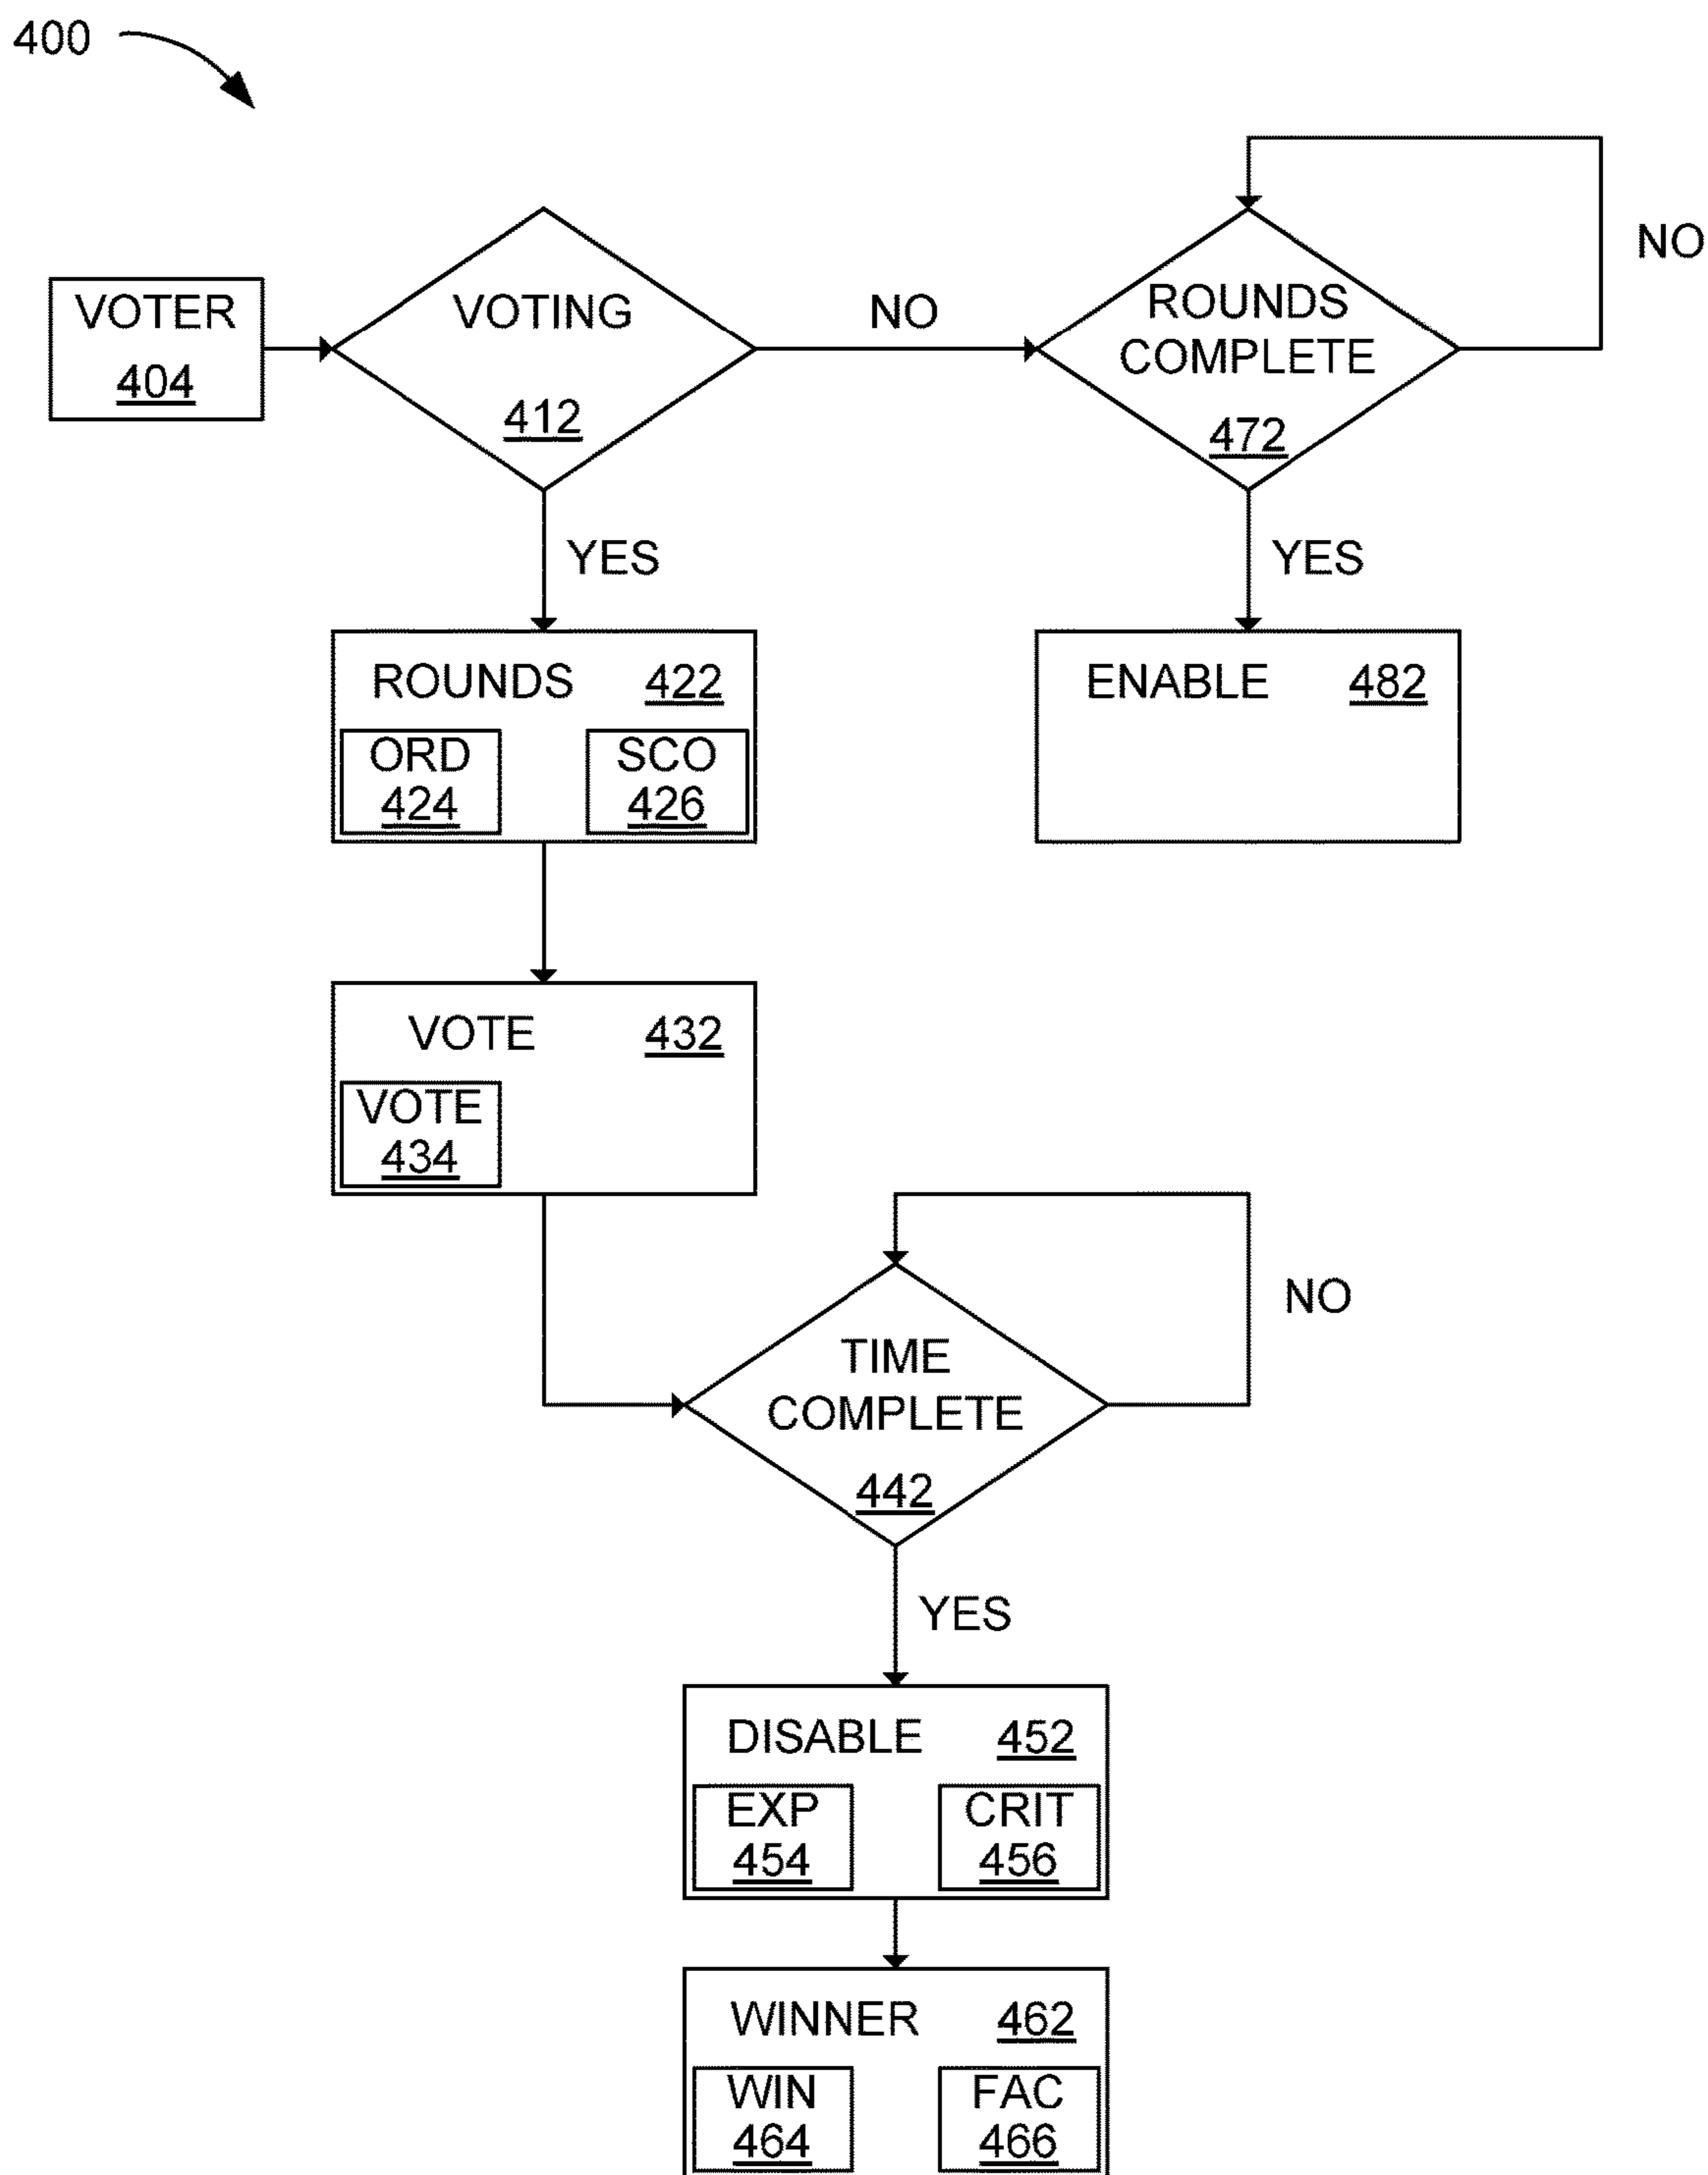 400
VOTER
404
VOTING
412
NO
ROUNDS
COMPLETE
472
NO
YES
YES
ROUNDS 422
ORD
424
SCO
426
ENABLE 482
VOTE 432
VOTE
434
TIME
COMPLETE
442
NO
YES
DISABLE 452
EXP
454
CRIT
456
WINNER 462
WIN
464
FAC
466